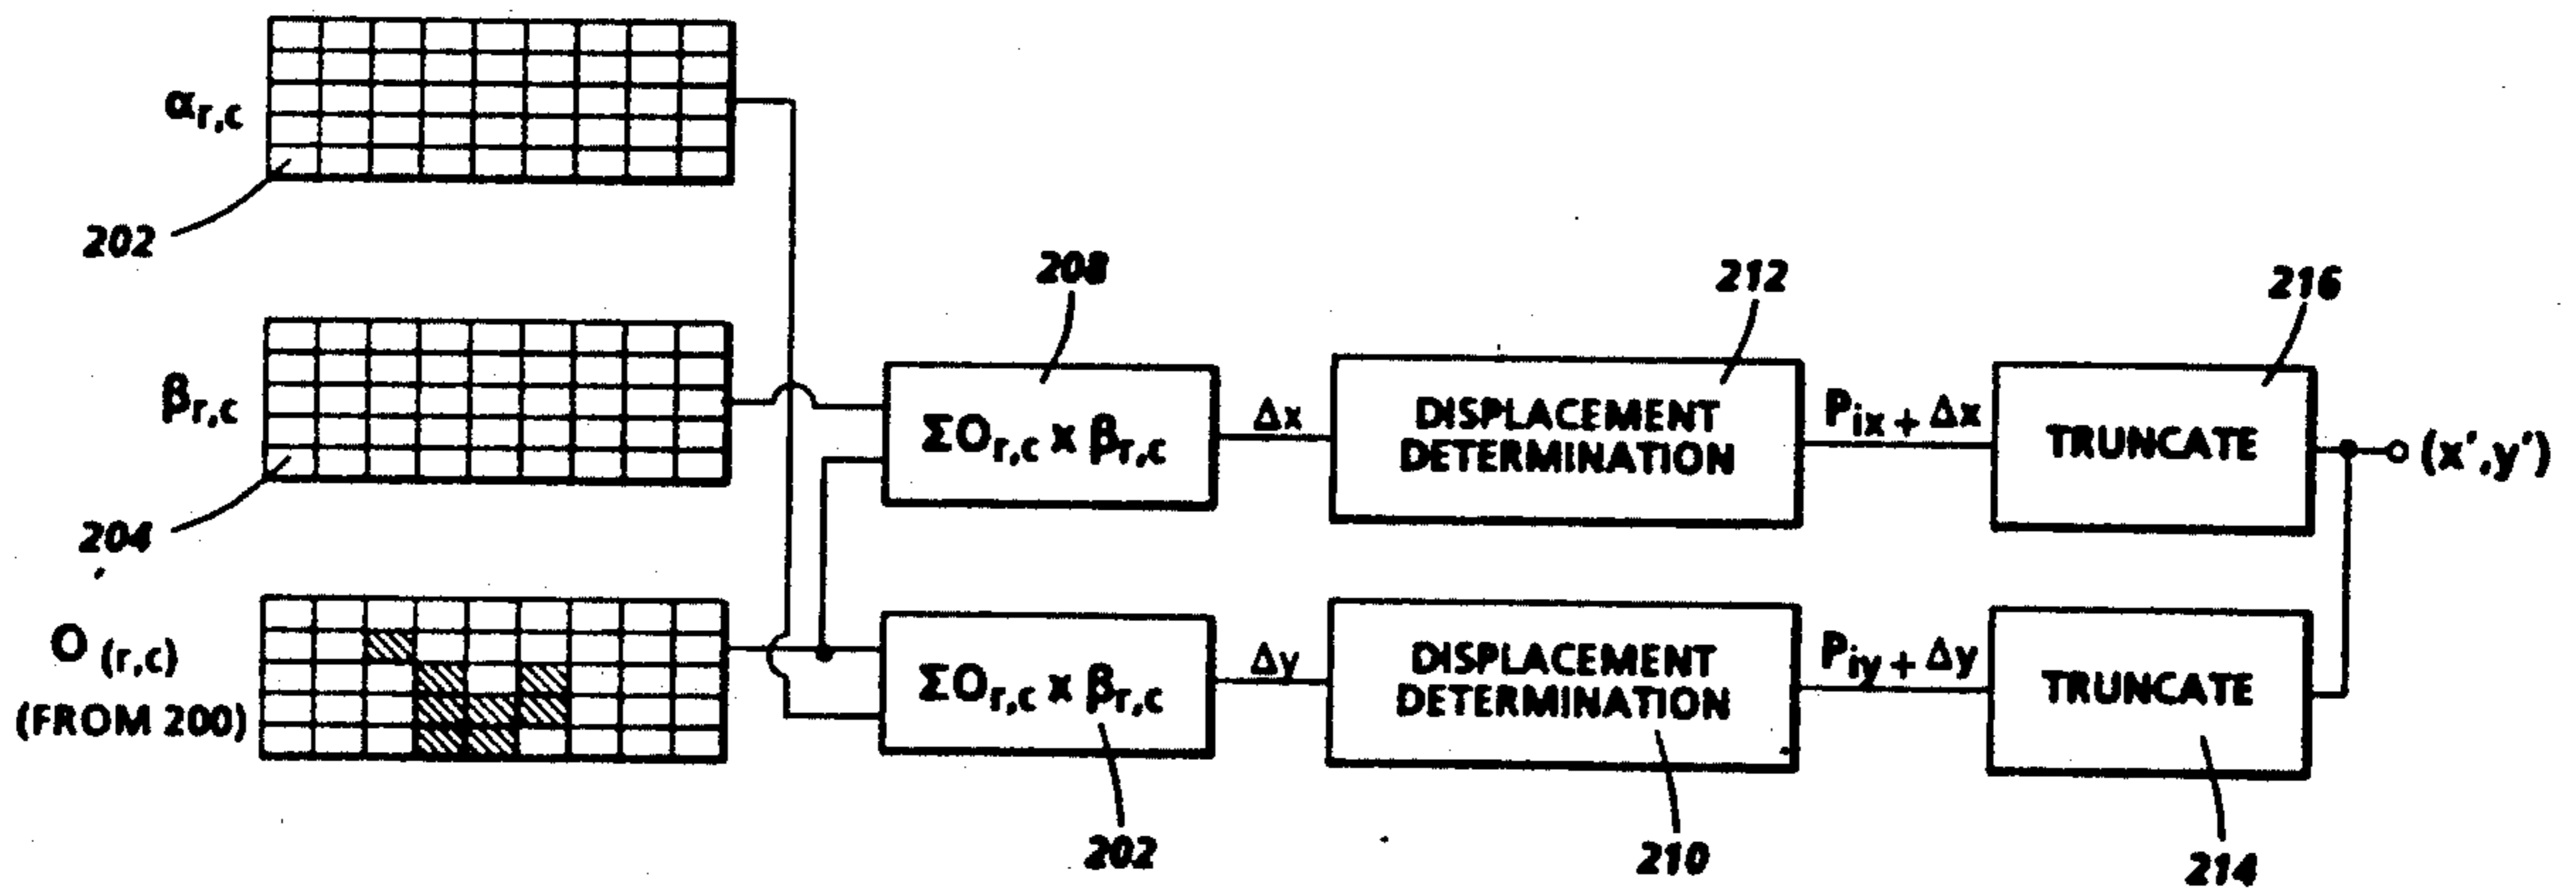 αr,c
202
βr,c
204
O (r,c)
(FROM 200)
208
ΣOr,c x βr,c
Δx
212
DISPLACEMENT
DETERMINATION
Pix + Δx
216
TRUNCATE
(x',y')
ΣOr,c x βr,c
202
Δy
DISPLACEMENT
DETERMINATION
210
Piy + Δy
TRUNCATE
214